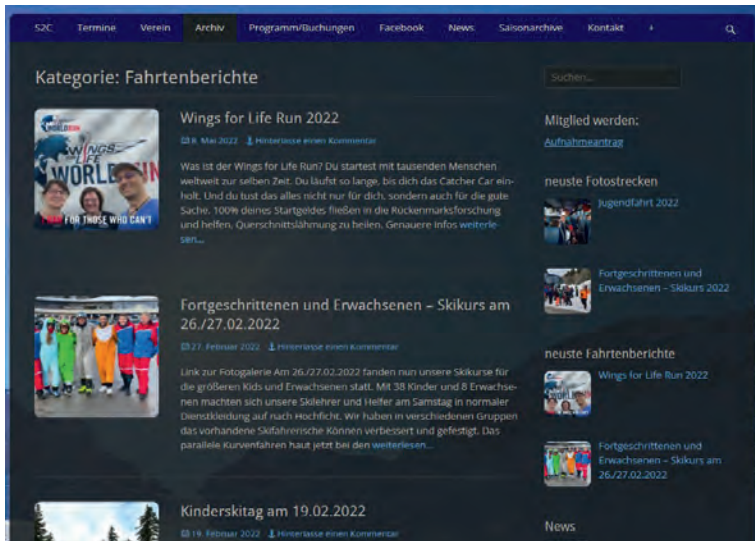 S2C Termine Verein Archiv Programm/Buchungen Facebook News Saisonarchive Kontakt +
Kategorie: Fahrtenberichte
Wings for Life Run 2022
8. Mai 2022 Hinterlasse einen Kommentar
Was ist der Wings for Life Run? Du startest mit tausenden Menschen
weltweit zur selben Zeit. Du läufst so lange, bis dich das Catcher Car ein-
holt. Und du tust das alles nicht nur für dich, sondern auch für die gute
Sache. 100% deines Startgeldes fließen in die Rückenmarksforschung
und helfen, Querschnittslähmung zu heilen. Genauere Infos weiterle-
sen...
WINGS
for LIFE
WORLD RUN
FOR THOSE WHO CAN'T
Fortgeschrittenen und Erwachsenen – Skikurs am
26./27.02.2022
27. Februar 2022 Hinterlasse einen Kommentar
Link zur Fotogalerie Am 26./27.02.2022 fanden nun unsere Skikurse für
die größeren Kids und Erwachsenen statt. Mit 38 Kinder und 8 Erwachse-
nen machten sich unsere Skilehrer und Helfer am Samstag in normaler
Dienstkleidung auf nach Hochficht. Wir haben in verschiedenen Gruppen
das vorhandene Skifahrerische Können verbessert und gefestigt. Das
parallele Kurvenfahren haut jetzt bei den weiterlesen...
Kinderskitag am 19.02.2022
19. Februar 2022 Hinterlasse einen Kommentar
Suchen...
Mitglied werden:
Aufnahmeantrag
neuste Fotostrecken
Jugendfahrt 2022
Fortgeschrittenen und
Erwachsenen – Skikurs 2022
neuste Fahrtenberichte
Wings for Life Run 2022
Fortgeschrittenen und
Erwachsenen – Skikurs am
26./27.02.2022
News